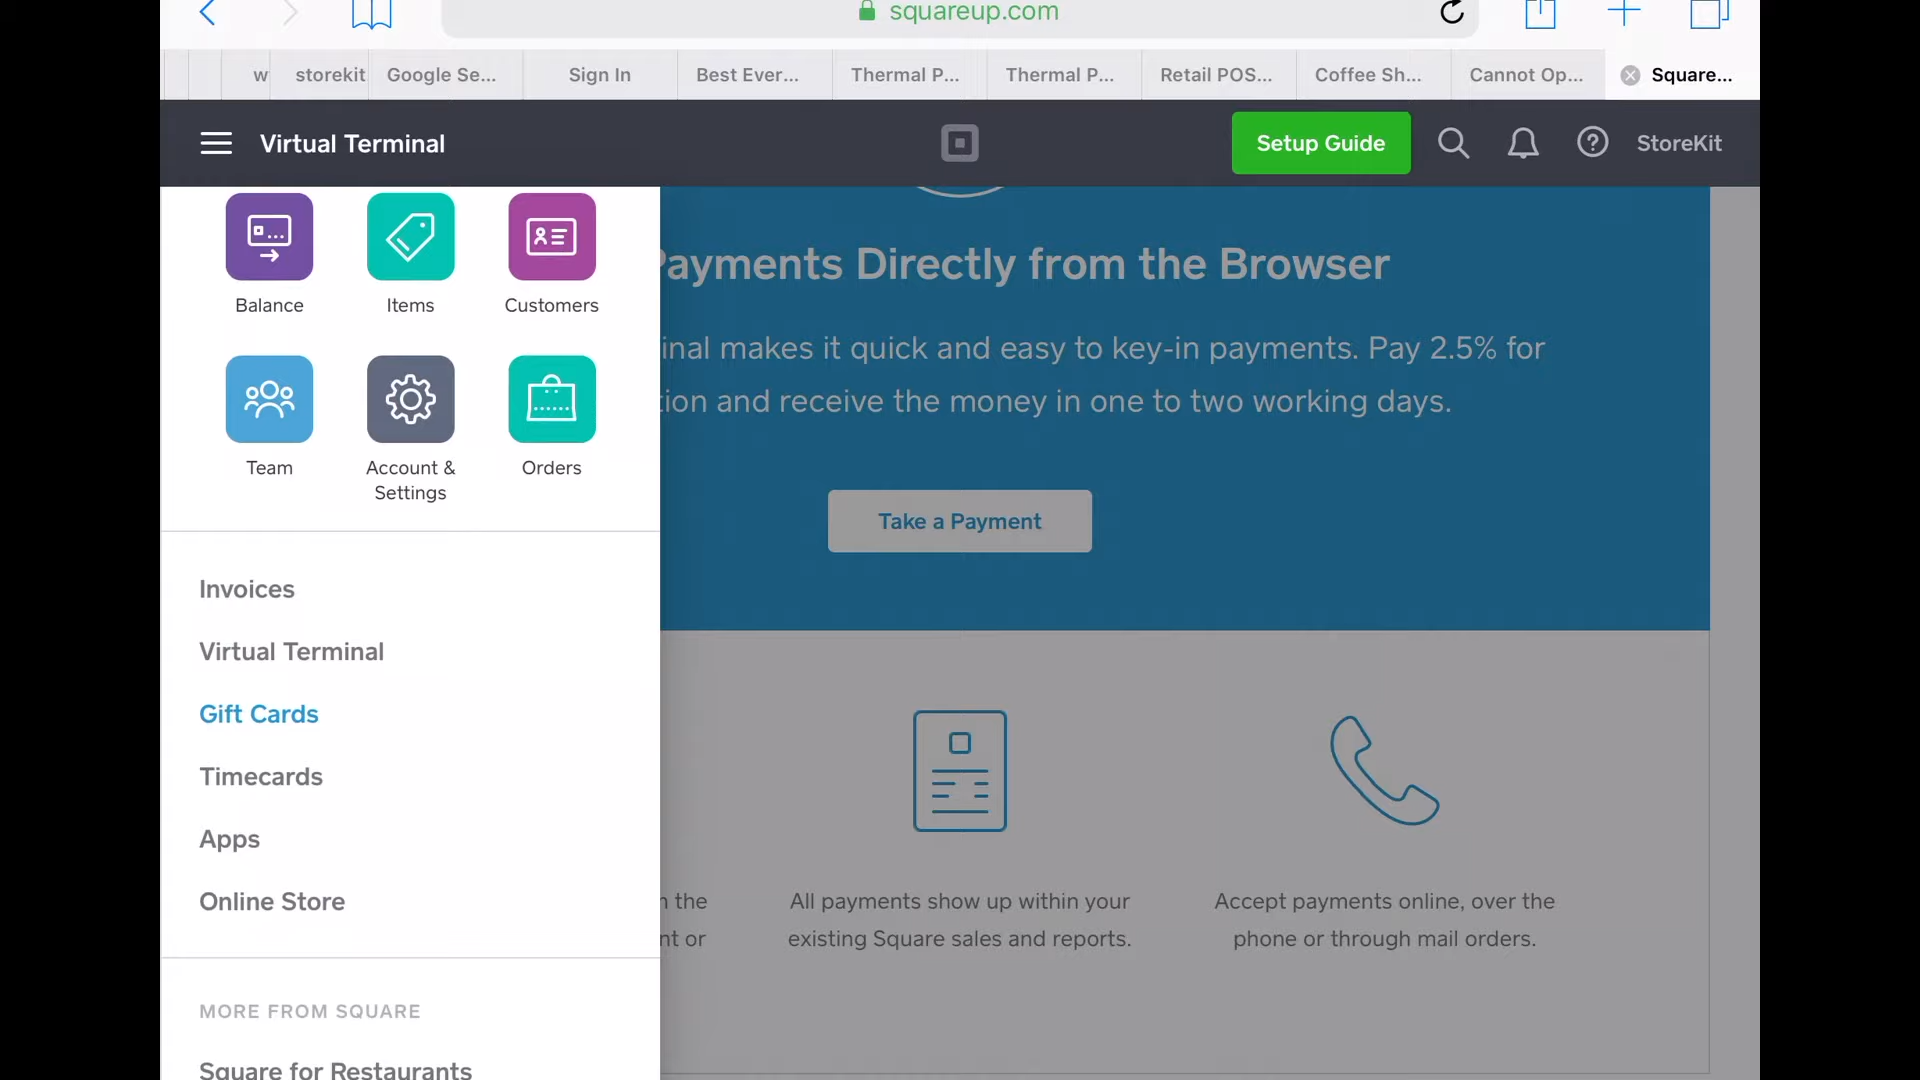 squareup.com
w
storekit
Google Se...
Sign In
Best Ever...
Thermal P...
Thermal P...
Retail POS...
Coffee Sh...
Cannot Op...
Square...
Virtual Terminal
Setup Guide
StoreKit
Balance
Items
Customers
Team
Account &
Settings
Orders
Invoices
Virtual Terminal
Gift Cards
Timecards
Apps
Online Store
MORE FROM SQUARE
Square for Restaurants
Payments Directly from the Browser
inal makes it quick and easy to key-in payments. Pay 2.5% for
tion and receive the money in one to two working days.
Take a Payment
n the
nt or
All payments show up within your
existing Square sales and reports.
Accept payments online, over the
phone or through mail orders.